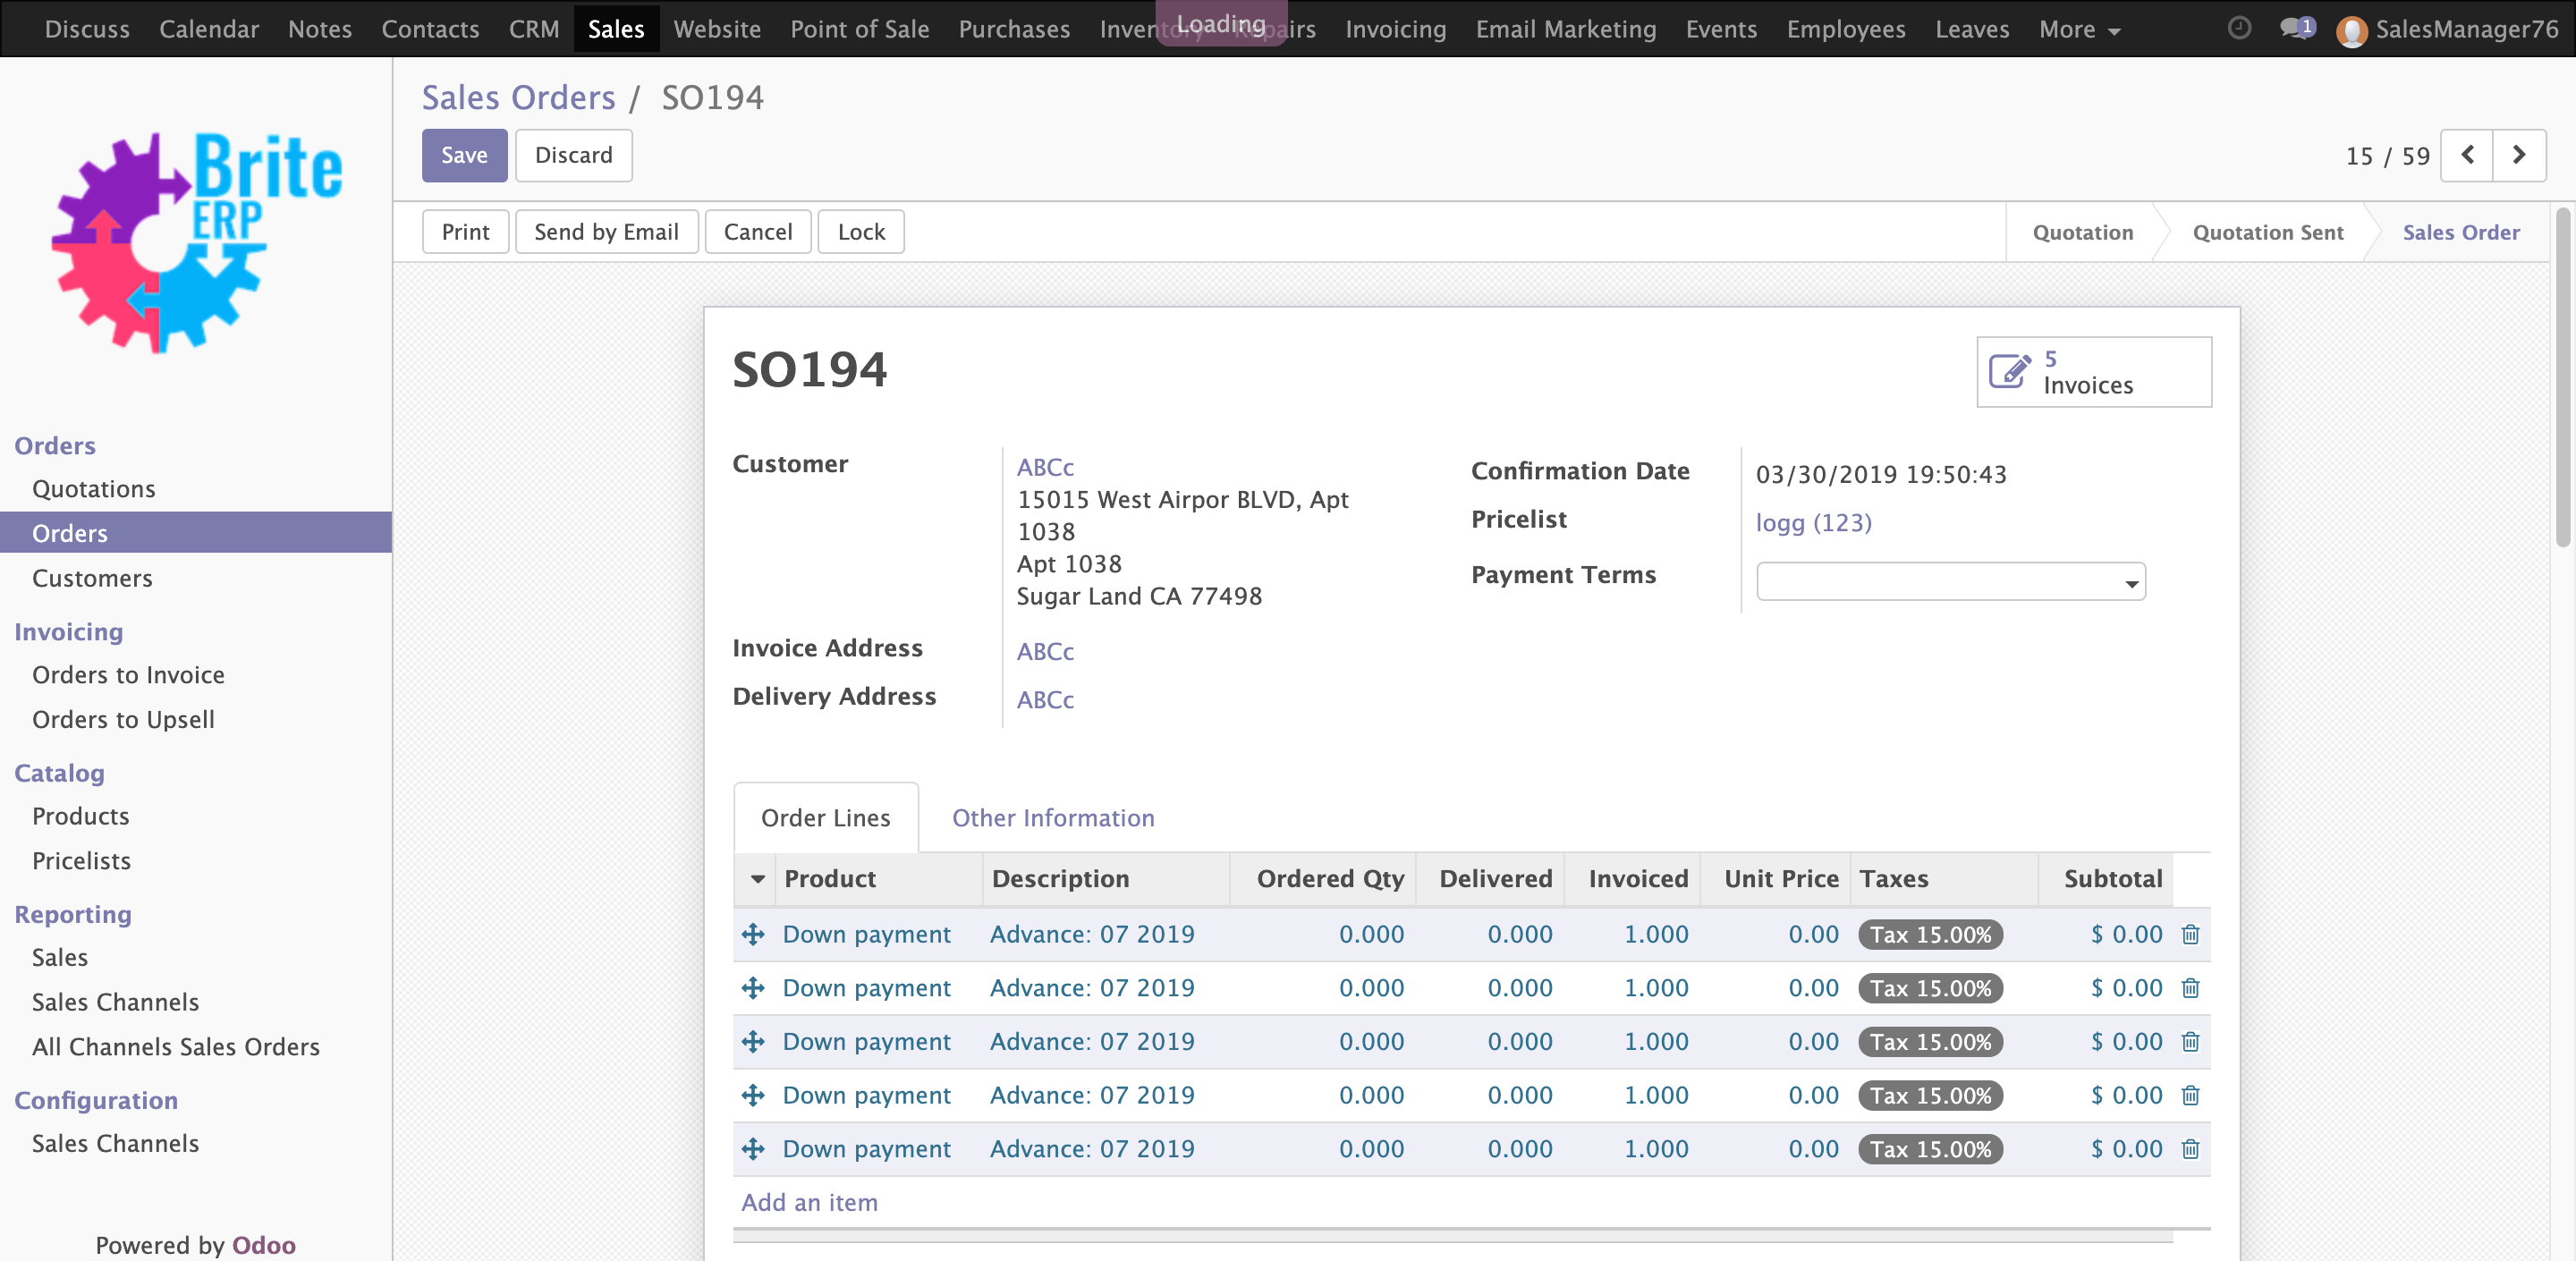 Discuss Calendar Notes Contacts CRM Sales Website Point of Sale Purchases Loading Invoicing Email Marketing Events Employees Leaves More 1 SalesManager76
Brite
ERP
Sales Orders / SO194
Save Discard
15 / 59
Print Send by Email Cancel Lock
Quotation Quotation Sent Sales Order
Orders
Quotations
Orders
Customers
Invoicing
Orders to Invoice
Orders to Upsell
Catalog
Products
Pricelists
Reporting
Sales
Sales Channels
All Channels Sales Orders
Configuration
Sales Channels
Powered by Odoo
SO194
5
Invoices
Customer
ABCc
15015 West Airpor BLVD, Apt
1038
Apt 1038
Sugar Land CA 77498
Invoice Address ABCc
Delivery Address ABCc
Confirmation Date 03/30/2019 19:50:43
Pricelist logg (123)
Payment Terms
Order Lines Other Information
Product Description Ordered Qty Delivered Invoiced Unit Price Taxes Subtotal
Down payment Advance: 07 2019 0.000 0.000 1.000 0.00 Tax 15.00% $ 0.00
Down payment Advance: 07 2019 0.000 0.000 1.000 0.00 Tax 15.00% $ 0.00
Down payment Advance: 07 2019 0.000 0.000 1.000 0.00 Tax 15.00% $ 0.00
Down payment Advance: 07 2019 0.000 0.000 1.000 0.00 Tax 15.00% $ 0.00
Down payment Advance: 07 2019 0.000 0.000 1.000 0.00 Tax 15.00% $ 0.00
Add an item